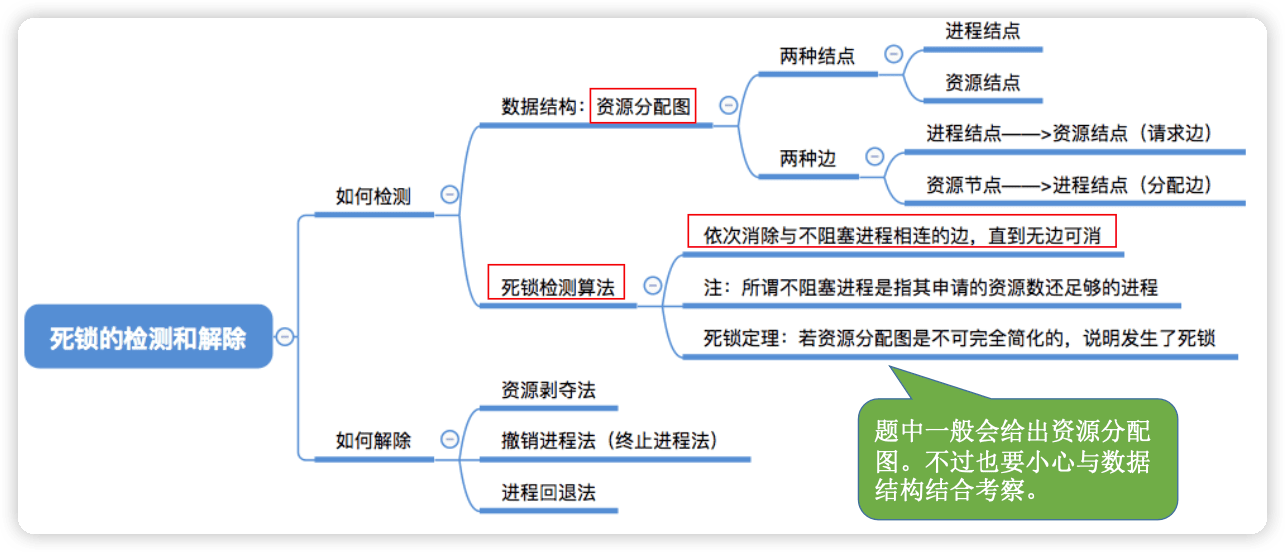 死锁的检测和解除
如何检测
数据结构：资源分配图
两种结点
进程结点
资源结点
两种边
进程结点——>资源结点（请求边）
资源节点——>进程结点（分配边）
死锁检测算法
依次消除与不阻塞进程相连的边，直到无边可消
注：所谓不阻塞进程是指其申请的资源数还足够的进程
死锁定理：若资源分配图是不可完全简化的，说明发生了死锁
如何解除
资源剥夺法
撤销进程法（终止进程法）
进程回退法
题中一般会给出资源分配
图。不过也要小心与数据
结构结合考察。